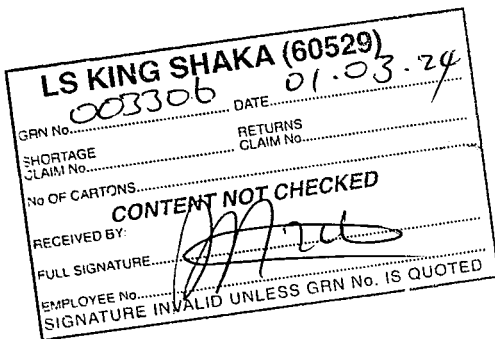 LS KING SHAKA (60529)
GRN No. 003306 DATE 01.03.24
SHORTAGE CLAIM No. RETURNS CLAIM No.
No OF CARTONS
CONTENT NOT CHECKED
RECEIVED BY:
FULL SIGNATURE
EMPLOYEE No.
SIGNATURE INVALID UNLESS GRN No. IS QUOTED